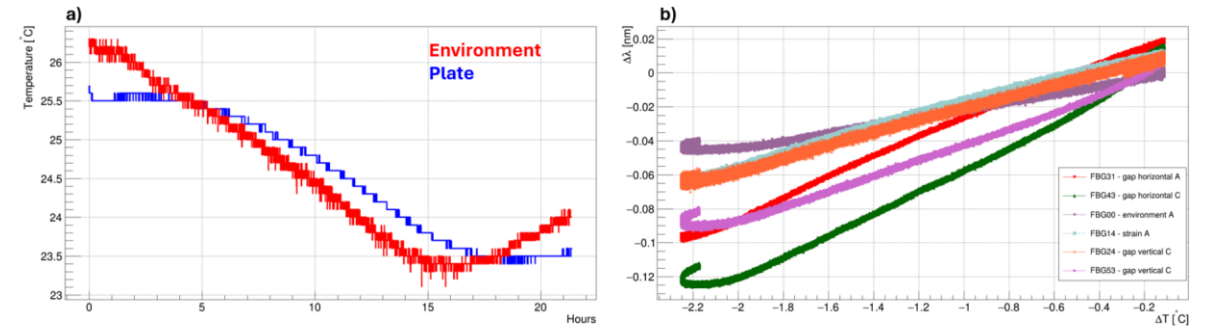 a)
Temperature [°C]
26
25.5
25
24.5
24
23.5
23
Environment
Plate
0
5
10
15
20
Hours
b)
Δλ [nm]
0.02
0
−0.02
−0.04
−0.06
−0.08
−0.1
−0.12
FBG31 - gap horizontal A
FBG43 - gap horizontal C
FBG00 - environment A
FBG14 - strain A
FBG24 - gap vertical C
FBG53 - gap vertical C
−2.2
−2
−1.8
−1.6
−1.4
−1.2
−1
−0.8
−0.6
−0.4
−0.2
ΔT [°C]